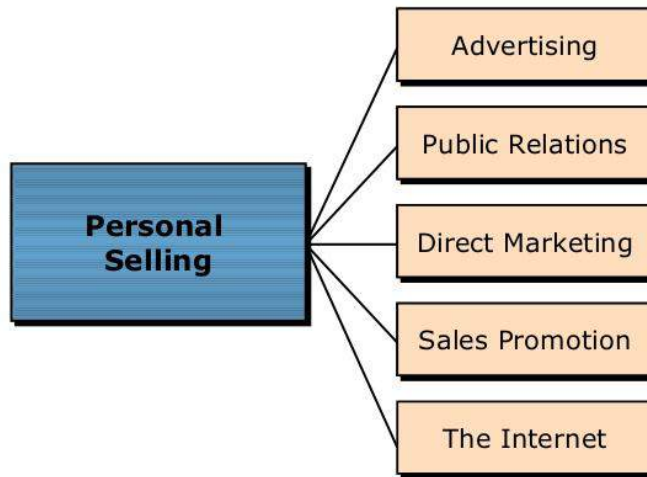 Personal
Selling
Advertising
Public Relations
Direct Marketing
Sales Promotion
The Internet